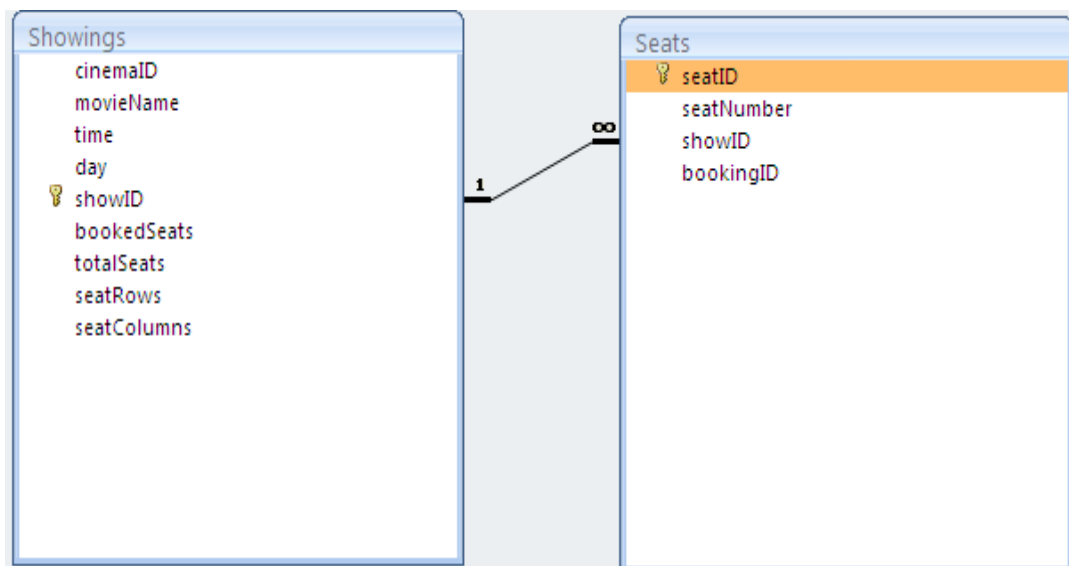 Showings
cinemaID
movieName
time
day
showID
bookedSeats
totalSeats
seatRows
seatColumns
1
∞
Seats
seatID
seatNumber
showID
bookingID